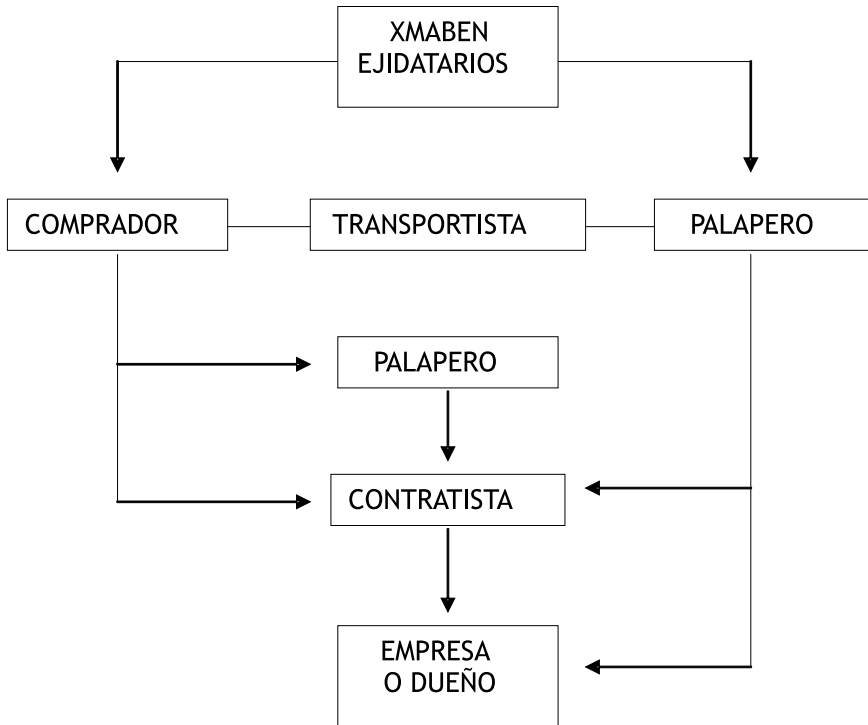 XMABEN
EJIDATARIOS
COMPRADOR
TRANSPORTISTA
PALAPERO
PALAPERO
CONTRATISTA
EMPRESA
O DUEÑO